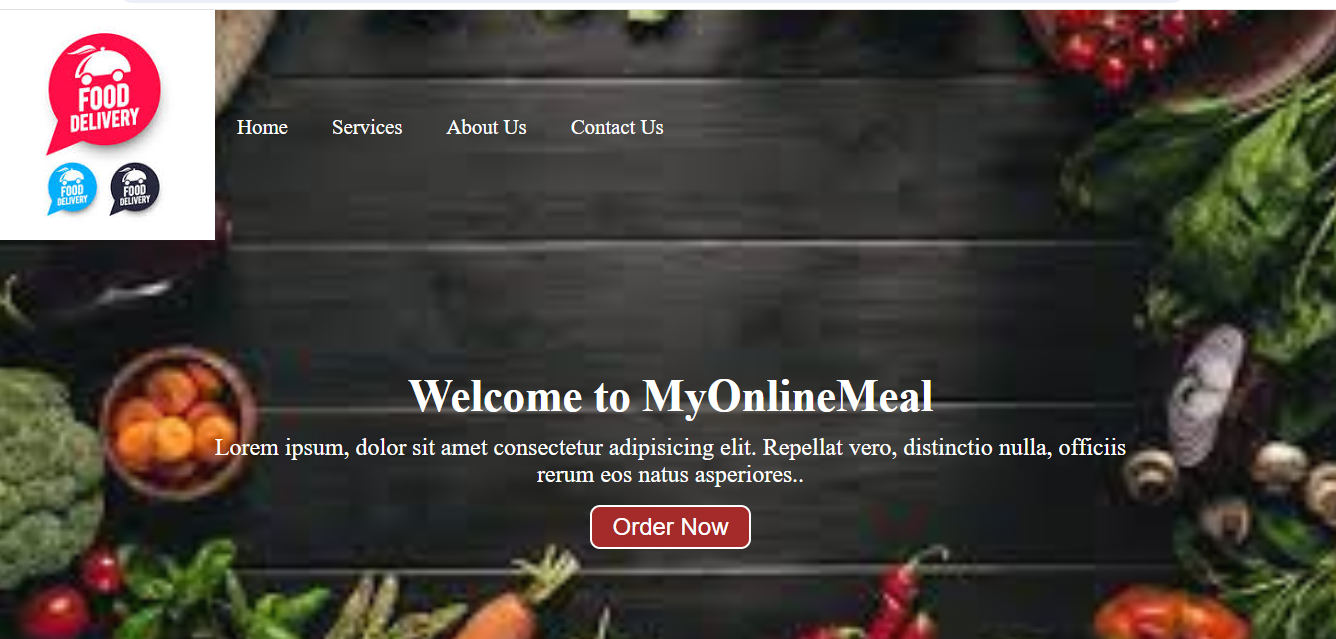 FOOD
DELIVERY
FOOD
DELIVERY
FOOD
DELIVERY
Home Services About Us Contact Us
Welcome to MyOnlineMeal
Lorem ipsum, dolor sit amet consectetur adipisicing elit. Repellat vero, distinctio nulla, officiis
rerum eos natus asperiores..
Order Now